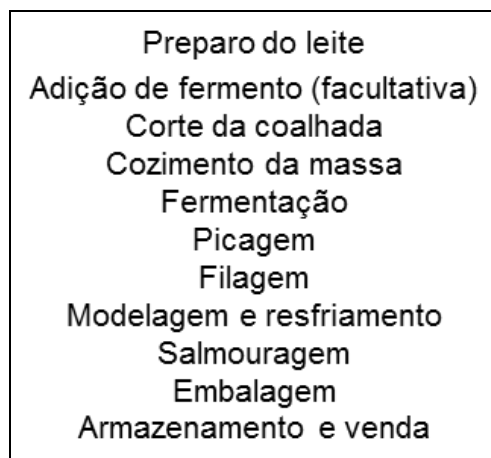 Preparo do leite
Adição de fermento (facultativa)
Corte da coalhada
Cozimento da massa
Fermentação
Picagem
Filagem
Modelagem e resfriamento
Salmouragem
Embalagem
Armazenamento e venda